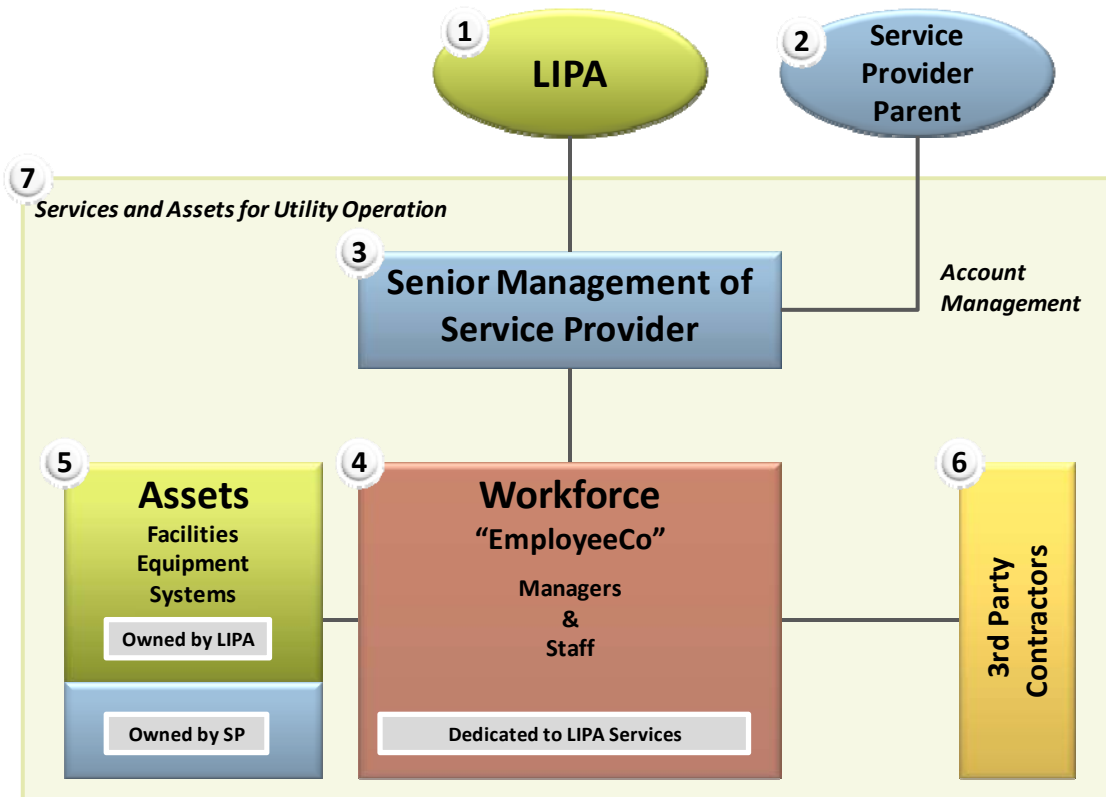 1
LIPA
2
Service
Provider
Parent
7
Services and Assets for Utility Operation
3
Senior Management of
Service Provider
Account
Management
5
Assets
Facilities
Equipment
Systems
Owned by LIPA
Owned by SP
4
Workforce
“EmployeeCo”
Managers
&
Staff
Dedicated to LIPA Services
6
3rd Party
Contractors